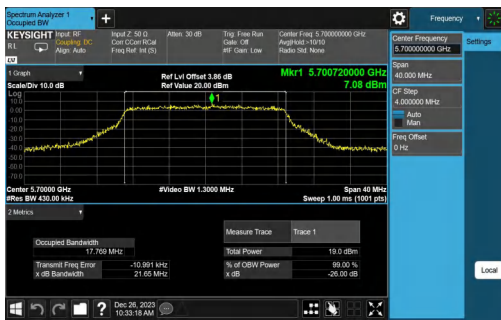 Spectrum Analyzer 1
Occupied BW
Frequency
KEYSIGHT
RL
Input: RF
Coupling: DC
Align: Auto
Input Z: 50 Ω
Corr CCorr RCal
Freq Ref: Int (S)
Atten: 30 dB
Trig: Free Run
Gate: Off
#IF Gain: Low
Center Freq: 5.700000000 GHz
Avg|Hold: >10/10
Radio Std: None
Center Frequency
5.700000000 GHz
Settings
Span
40.000 MHz
CF Step
4.000000 MHz
Auto
Man
Freq Offset
0 Hz
Local
1 Graph
Scale/Div 10.0 dB
Ref Lvl Offset 3.86 dB
Ref Value 20.00 dBm
Mkr1 5.700720000 GHz
7.08 dBm
Log
10.0
0.00
-10.0
-20.0
-30.0
-40.0
-50.0
-60.0
-70.0
1
Center 5.70000 GHz
#Video BW 1.3000 MHz
Span 40 MHz
#Res BW 430.00 kHz
Sweep 1.00 ms (1001 pts)
2 Metrics
Measure Trace
Trace 1
Occupied Bandwidth
17.769 MHz
Total Power
19.0 dBm
Transmit Freq Error
-10.991 kHz
% of OBW Power
99.00 %
x dB Bandwidth
21.65 MHz
x dB
-26.00 dB
Dec 26, 2023
10:33:18 AM